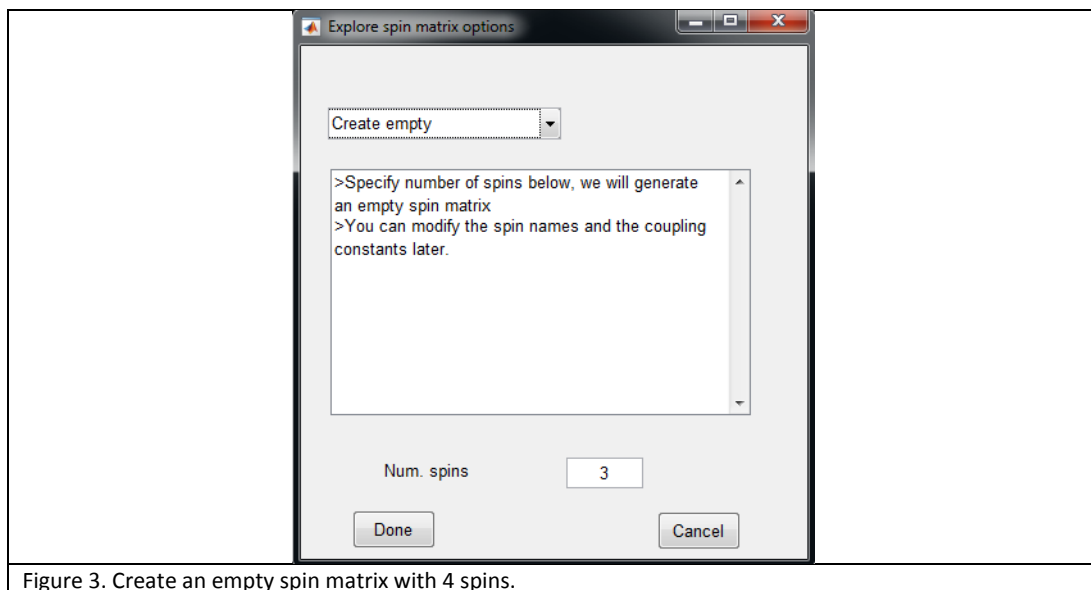 Explore spin matrix options
Create empty
>Specify number of spins below, we will generate
an empty spin matrix
>You can modify the spin names and the coupling
constants later.
Num. spins
3
Done
Cancel
Figure 3. Create an empty spin matrix with 4 spins.